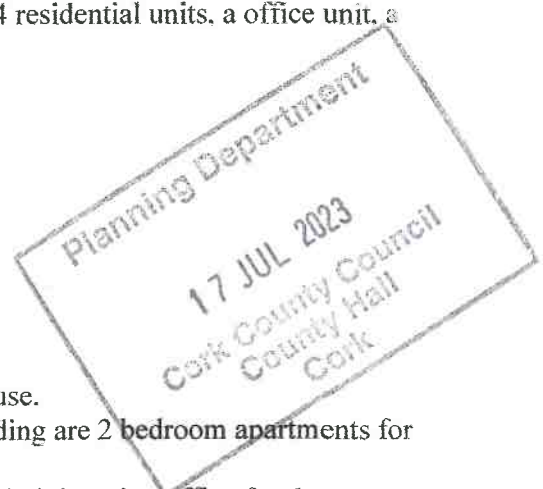 4 residential units, a office unit, a
Planning Department
17 JUL 2023
Cork County Council
County Hall
Cork
use.
ding are 2 bedroom apartments for